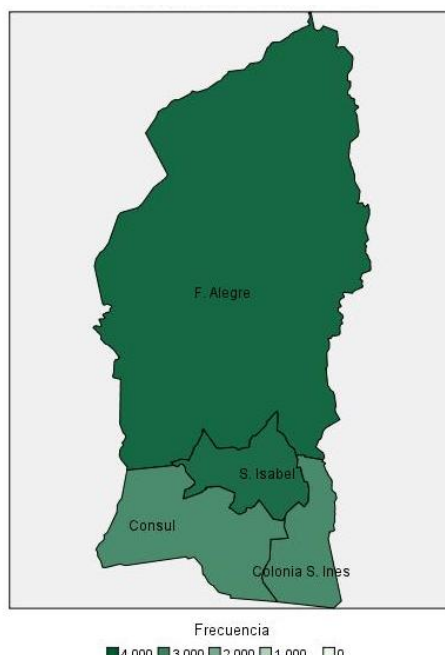 F. Alegre
S. Isabel
Consul
Colonia S. Ines
Frecuencia
4.000 3.000 2.000 1.000 0